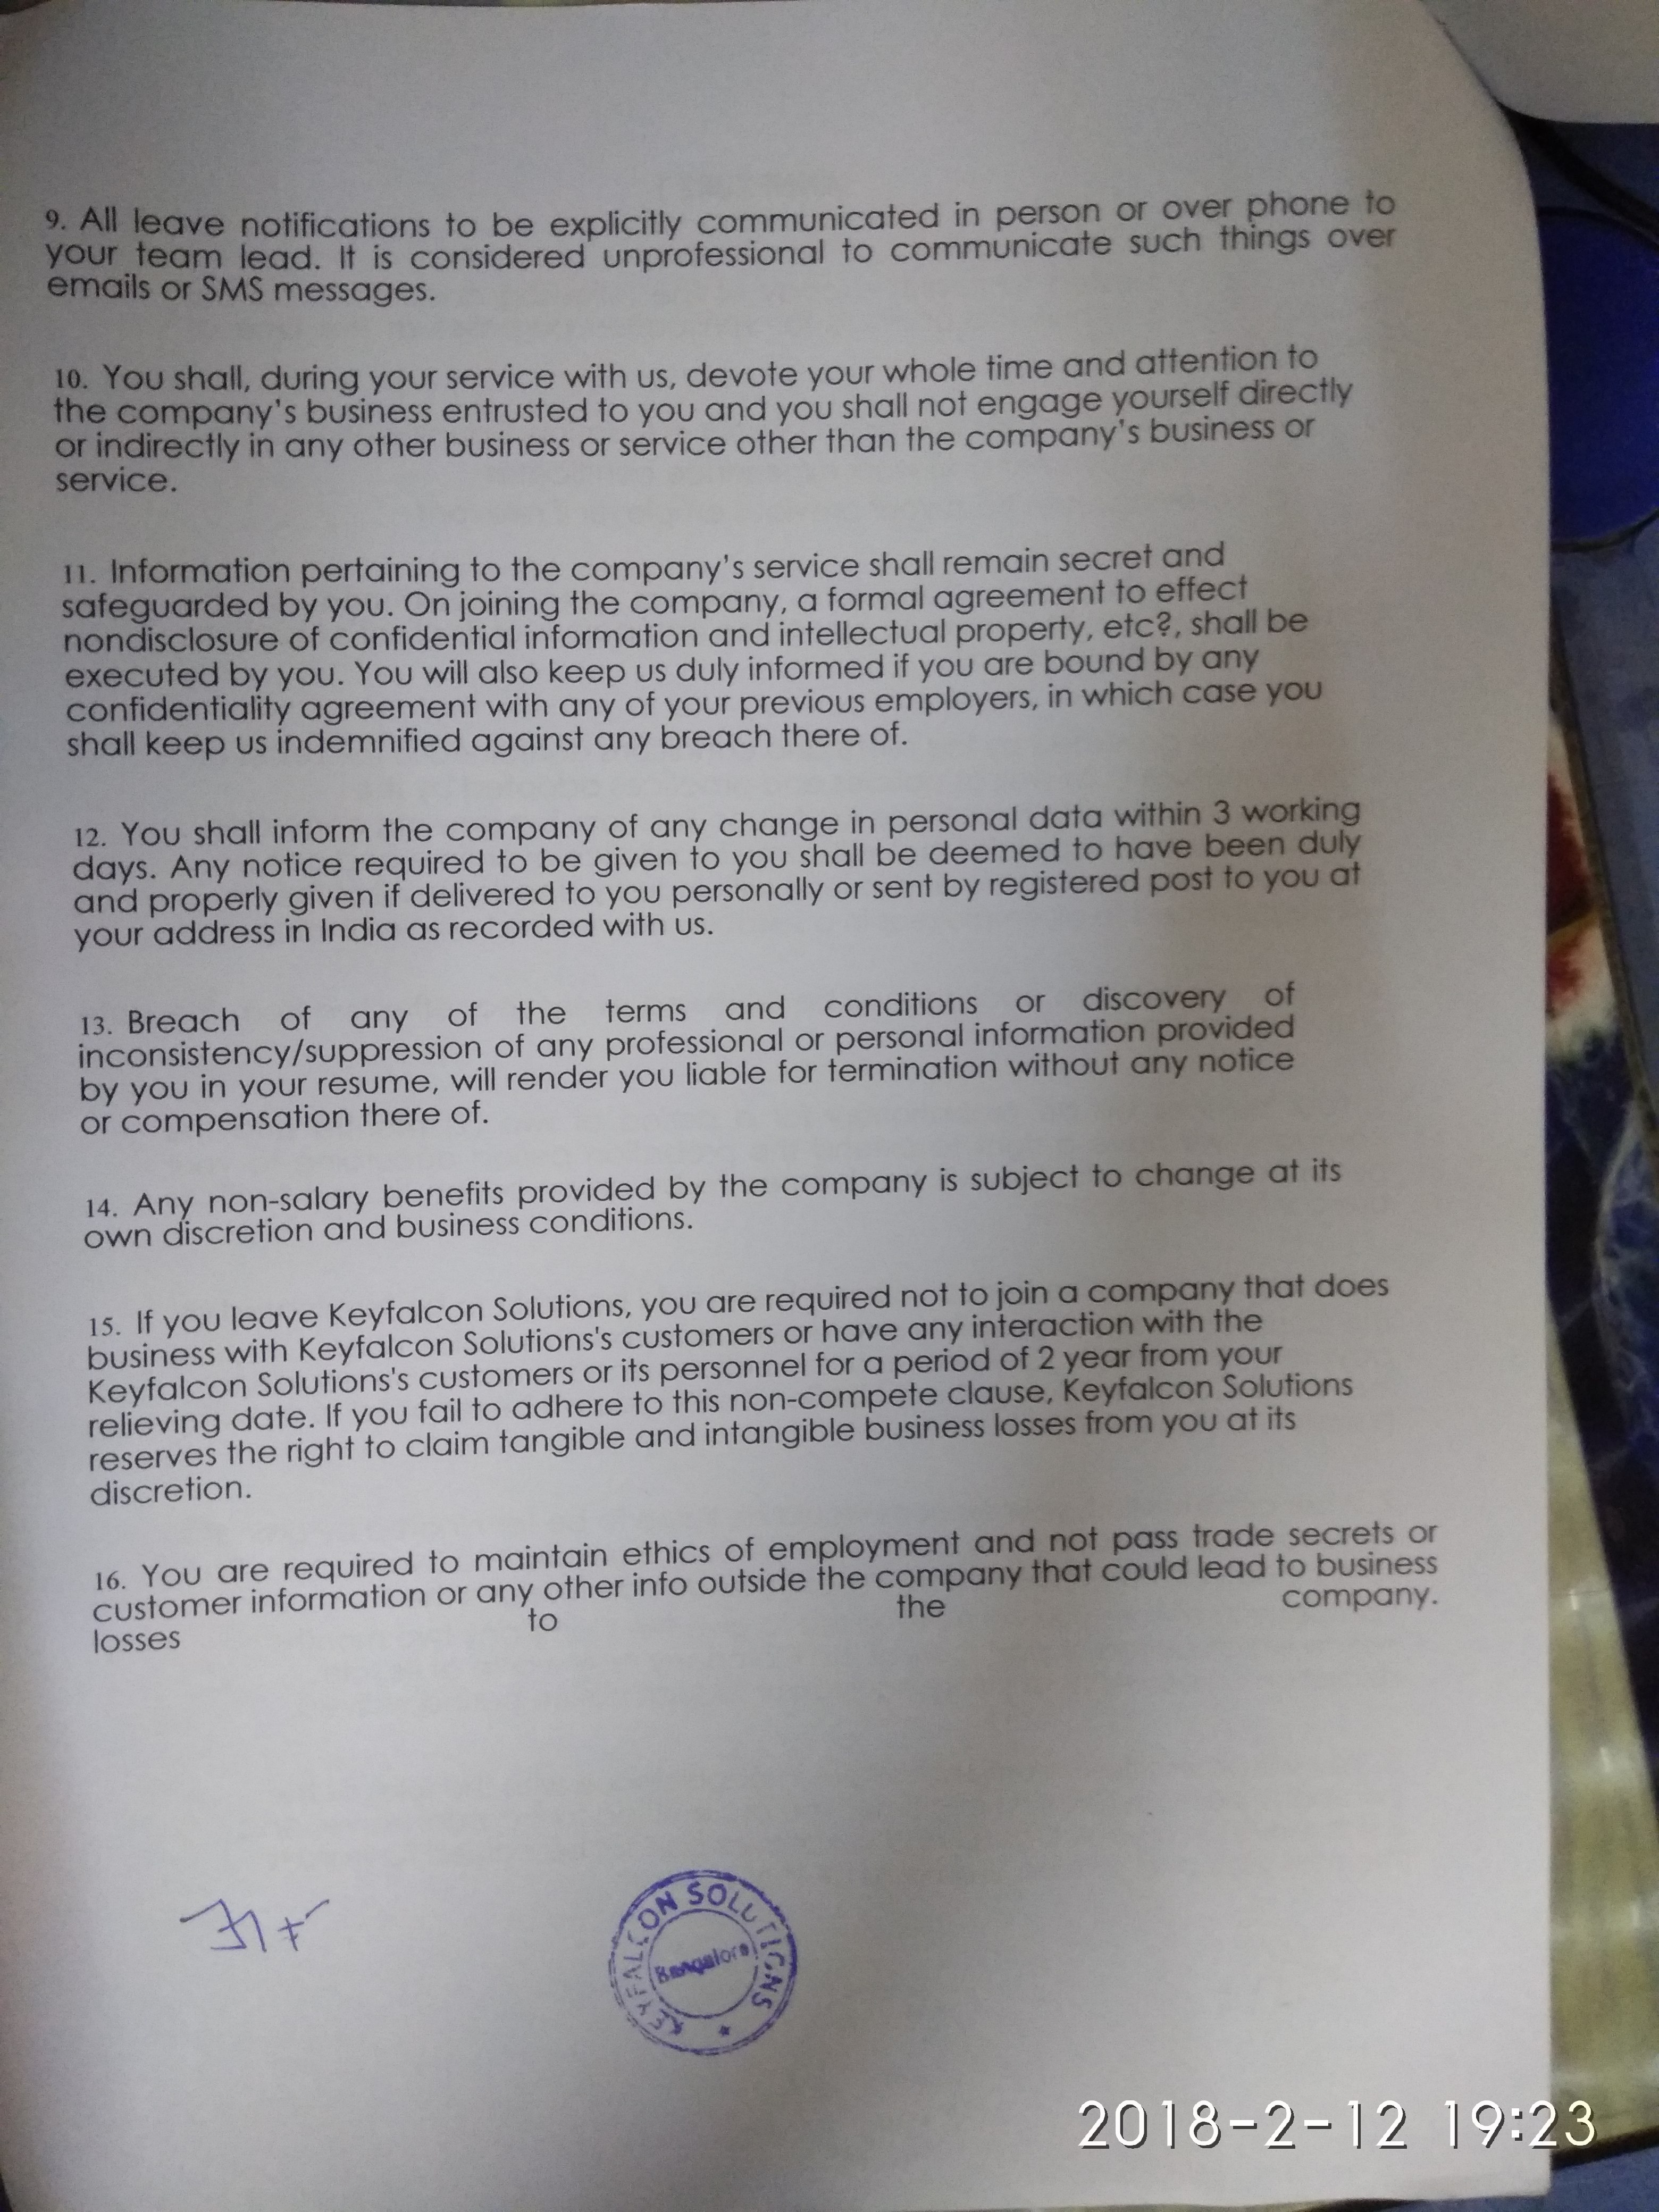 9. All leave notifications to be explicitly communicated in person or over phone to
your team lead. It is considered unprofessional to communicate such things over
emails or SMS messages.
10. You shall, during your service with us, devote your whole time and attention to
the company's business entrusted to you and you shall not engage yourself directly
or indirectly in any other business or service other than the company's business or
service.
11. Information pertaining to the company's service shall remain secret and
safeguarded by you. On joining the company, a formal agreement to effect
nondisclosure of confidential information and intellectual property, etc?, shall be
executed by you. You will also keep us duly informed if you are bound by any
confidentiality agreement with any of your previous employers, in which case you
shall keep us indemnified against any breach there of.
12. You shall inform the company of any change in personal data within 3 working
days. Any notice required to be given to you shall be deemed to have been duly
and properly given if delivered to you personally or sent by registered post to you at
your address in India as recorded with us.
13. Breach of any of the terms and conditions or discovery of
inconsistency/suppression of any professional or personal information provided
by you in your resume, will render you liable for termination without any notice
or compensation there of.
14. Any non-salary benefits provided by the company is subject to change at its
own discretion and business conditions.
15. If you leave Keyfalcon Solutions, you are required not to join a company that does
business with Keyfalcon Solutions's customers or have any interaction with the
Keyfalcon Solutions's customers or its personnel for a period of 2 year from your
relieving date. If you fail to adhere to this non-compete clause, Keyfalcon Solutions
reserves the right to claim tangible and intangible business losses from you at its
discretion.
16. You are required to maintain ethics of employment and not pass trade secrets or
customer information or any other info outside the company that could lead to business
losses to the company.
KEYFALCON SOLUTIONS
Bangalore
2018-2-12 19:23